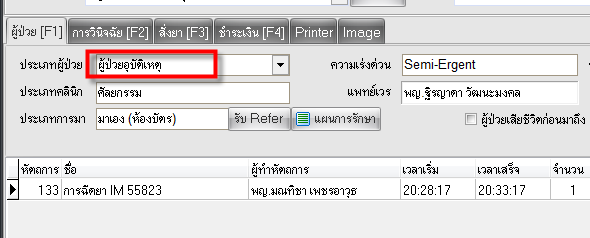 ผู้ป่วย [F1] การวินิจฉัย [F2] สั่งยา [F3] ชำระเงิน [F4] Printer Image
ประเภทผู้ป่วย ผู้ป่วยอุบัติเหตุ ความเร่งด่วน Semi-Ergent
ประเภทคลินิก ศัลยกรรม แพทย์เวร พญ.ฐิรญาดา วัฒนะมงคล
ประเภทการมา มาเอง (ห้องบัตร) รับ Refer แผนการรักษา ผู้ป่วยเสียชีวิตก่อนมาถึง
หัตถการ ชื่อ ผู้ทำหัตถการ เวลาเริ่ม เวลาเสร็จ จำนวน
133 การฉีดยา IM 55823 พญ.มณทิชา เพชรอาวุธ 20:28:17 20:33:17 1